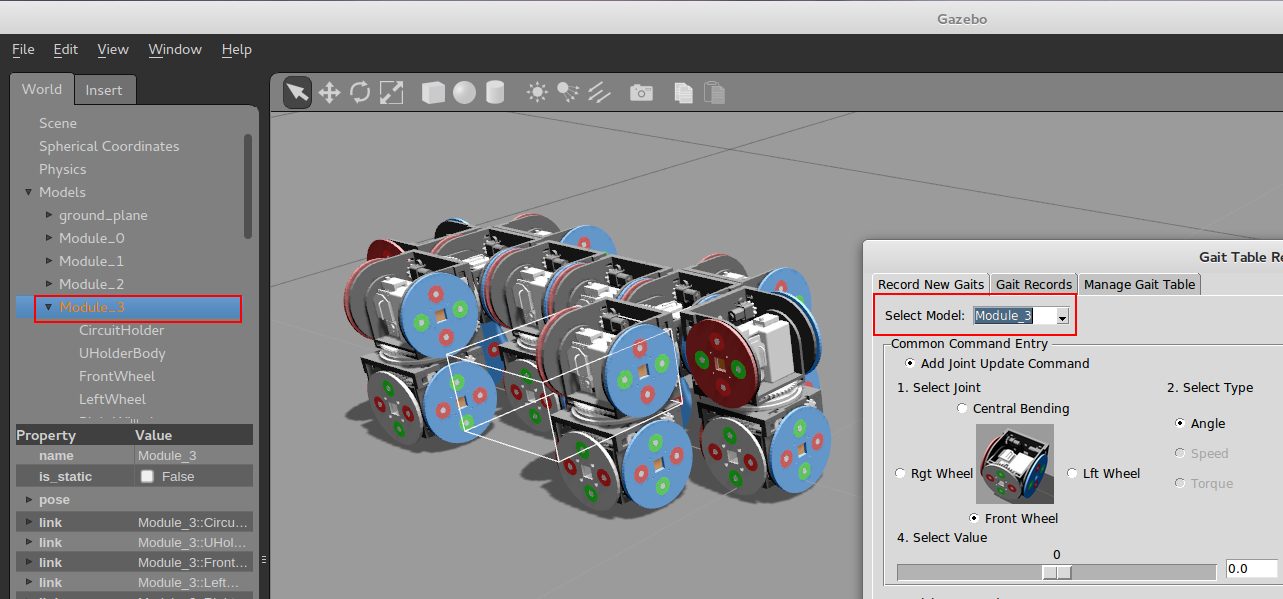 Gazebo
File Edit View Window Help
World Insert
Scene
Spherical Coordinates
Physics
Models
ground_plane
Module_0
Module_1
Module_2
Module_3
CircuitHolder
UHolderBody
FrontWheel
LeftWheel
Property Value
name Module_3
is_static False
pose
link Module_3::Circu...
link Module_3::UHol...
link Module_3::Front...
link Module_3::Left...
Gait Table Re
Record New Gaits Gait Records Manage Gait Table
Select Model: Module_3
Common Command Entry
Add Joint Update Command
1. Select Joint 2. Select Type
Central Bending
Angle
Speed
Rgt Wheel Lft Wheel
Torque
Front Wheel
4. Select Value
0
0.0